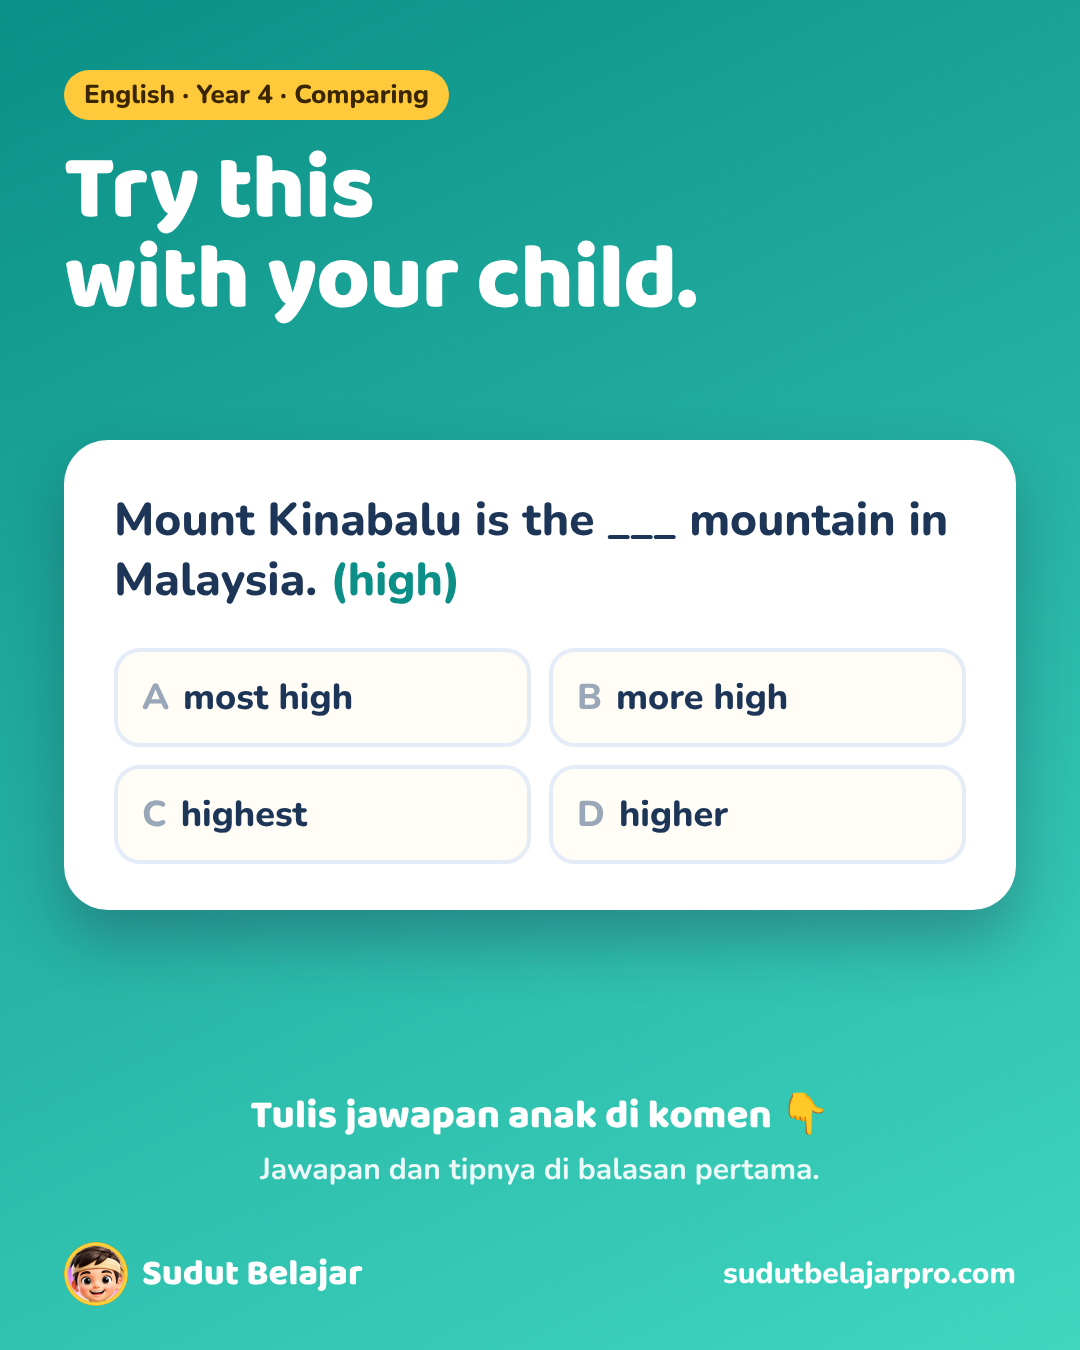 English · Year 4 · Comparing
Try this
with your child.
Mount Kinabalu is the ___ mountain in
Malaysia. (high)
A most high
B more high
C highest
D higher
Tulis jawapan anak di komen 👇
Jawapan dan tipnya di balasan pertama.
Sudut Belajar
sudutbelajarpro.com